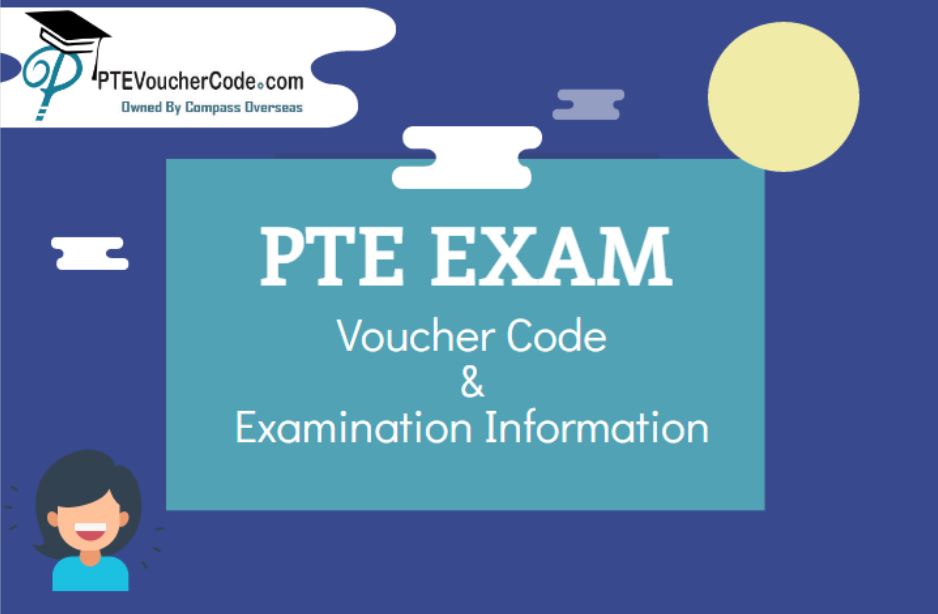 PTEVoucherCode.com
Owned By Compass Overseas
PTE EXAM
Voucher Code
&
Examination Information